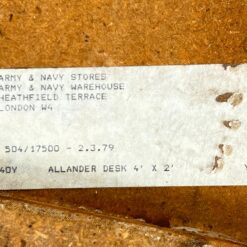 ARMY & NAVY STORES
ARMY & NAVY WAREHOUSE
HEATHFIELD TERRACE
LONDON W4
504/17500 - 2.3.79
40Y ALLANDER DESK 4' X 2'